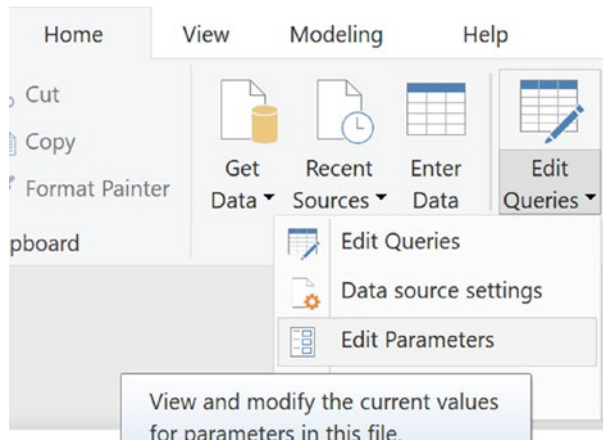 Home View Modeling Help
Cut
Copy
Format Painter
Get Data
Recent Sources
Enter Data
Edit Queries
Edit Queries
Data source settings
Edit Parameters
View and modify the current values
for parameters in this file.